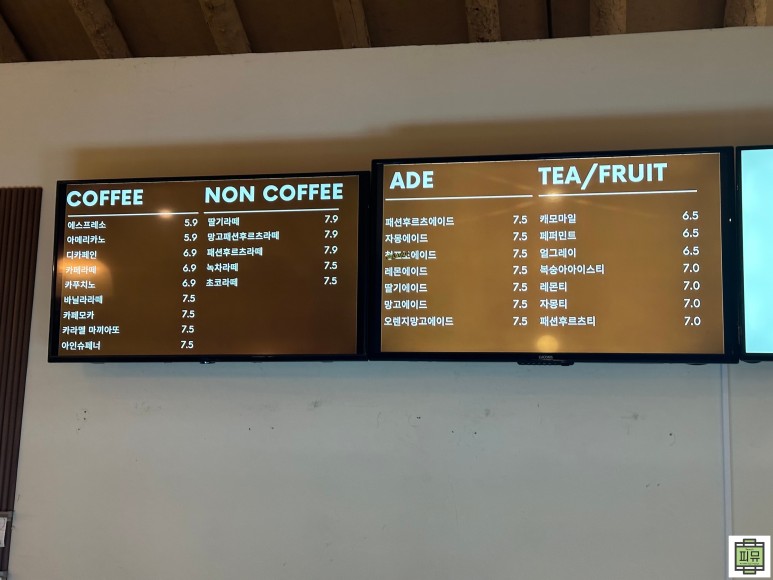 COFFEE
에스프레소 5.9
아메리카노 5.9
디카페인 6.9
카페라떼 6.9
카푸치노 6.9
바닐라라떼 7.5
카페모카 7.5
카라멜 마끼아또 7.5
아인슈페너 7.5
NON COFFEE
딸기라떼 7.9
망고패션후르츠라떼 7.9
패션후르츠라떼 7.9
녹차라떼 7.5
초코라떼 7.5
ADE
패션후르츠에이드 7.5
자몽에이드 7.5
7.5
레몬에이드 7.5
딸기에이드 7.5
망고에이드 7.5
오렌지망고에이드 7.5
TEA/FRUIT
캐모마일 6.5
페퍼민트 6.5
얼그레이 6.5
복숭아아이스티 7.0
레몬티 7.0
자몽티 7.0
패션후르츠티 7.0
피뮤